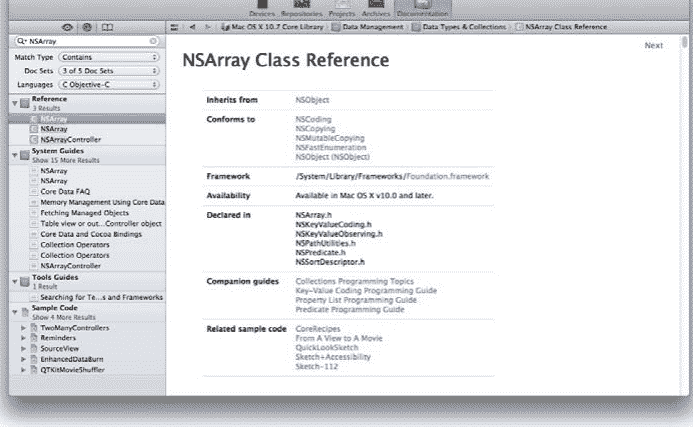 Devices Repositories Projects Archives Documentation
Mac OS X 10.7 Core Library Data Management Data Types & Collections NSArray Class Reference
NSArray
Match Type Contains
Doc Sets 3 of 5 Doc Sets
Languages C Objective-C
Reference
3 Results
NSArray
NSArray
NSArrayController
System Guides
Show 15 More Results
NSArray
NSArray
Core Data FAQ
Memory Management Using Core Data
Fetching Managed Objects
Table view or out...Controller object
Core Data and Cocoa Bindings
Collection Operators
Collection Operators
NSArrayController
Tools Guides
1 Result
Searching for Te...s and Frameworks
Sample Code
Show 4 More Results
TwoManyControllers
Reminders
SourceView
EnhancedDataBurn
QTKitMovieShuffler
Next
NSArray Class Reference
Inherits from NSObject
Conforms to NSCoding
NSCopying
NSMutableCopying
NSFastEnumeration
NSObject (NSObject)
Framework /System/Library/Frameworks/Foundation.framework
Availability Available in Mac OS X v10.0 and later.
Declared in NSArray.h
NSKeyValueCoding.h
NSKeyValueObserving.h
NSPathUtilities.h
NSPredicate.h
NSSortDescriptor.h
Companion guides Collections Programming Topics
Key-Value Coding Programming Guide
Property List Programming Guide
Predicate Programming Guide
Related sample code CoreRecipes
From A View to A Movie
QuickLookSketch
Sketch+Accessibility
Sketch-112